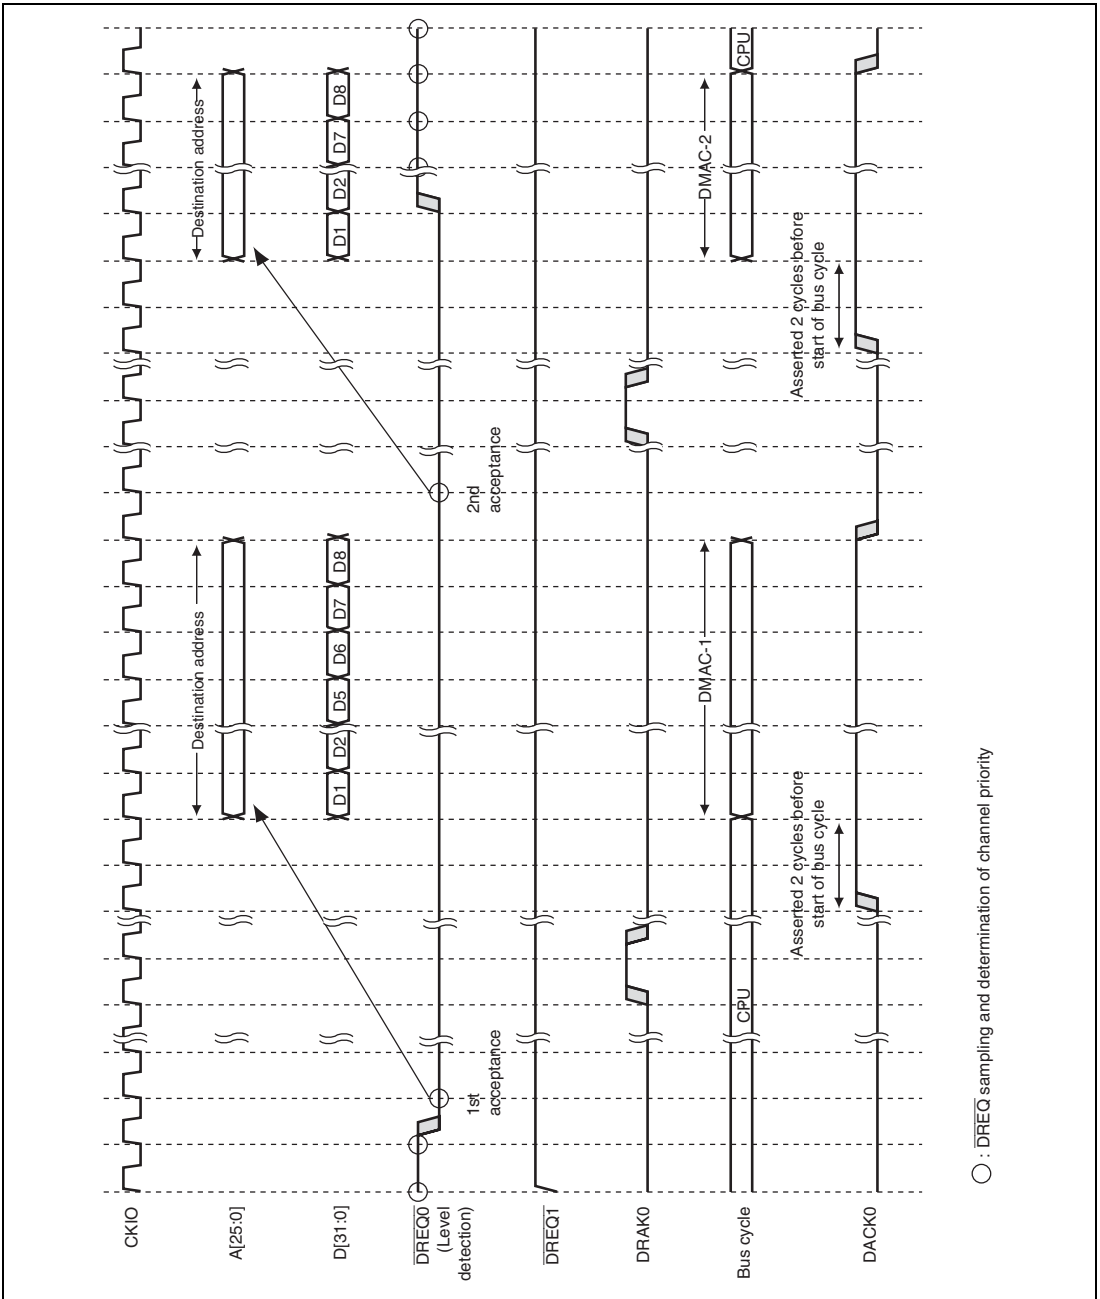 CKIO
A[25:0]
Destination address
Destination address
D[31:0]
D1
D2
D5
D6
D7
D8
D1
D2
D7
D8
DREQ0
(Level
detection)
1st
acceptance
2nd
acceptance
DREQ1
DRAK0
Bus cycle
CPU
DMAC-1
DMAC-2
CPU
Asserted 2 cycles before
start of bus cycle
Asserted 2 cycles before
start of bus cycle
DACK0
: DREQ sampling and determination of channel priority